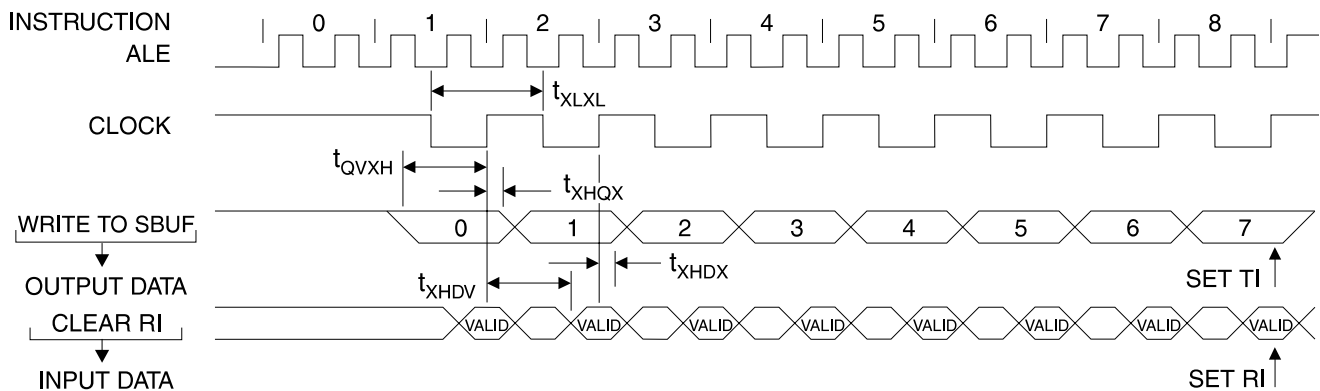 INSTRUCTION 0 1 2 3 4 5 6 7 8
ALE
tXLXL
CLOCK
tQVXH
tXHQX
WRITE TO SBUF 0 1 2 3 4 5 6 7
tXHDX
tXHDV
OUTPUT DATA SET TI
CLEAR RI VALID VALID VALID VALID VALID VALID VALID VALID
INPUT DATA SET RI